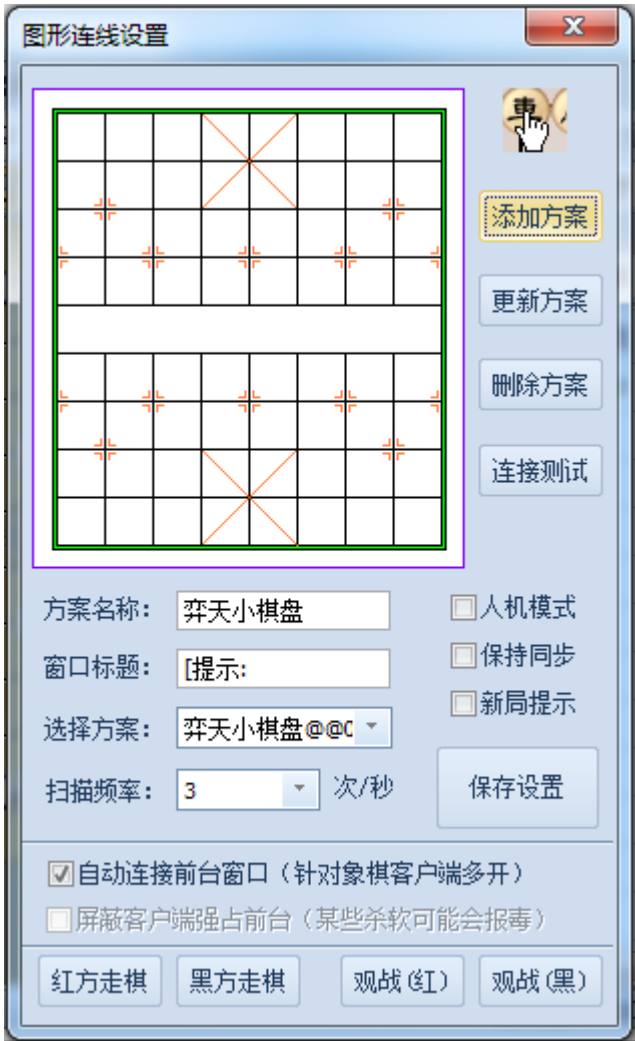 图形连线设置
添加方案
更新方案
删除方案
连接测试
方案名称： 弈天小棋盘
人机模式
窗口标题： [提示:
保持同步
新局提示
选择方案： 弈天小棋盘@@0
扫描频率： 3 次/秒
保存设置
自动连接前台窗口（针对象棋客户端多开）
屏蔽客户端强占前台（某些杀软可能会报毒）
红方走棋 黑方走棋 观战(红) 观战(黑)